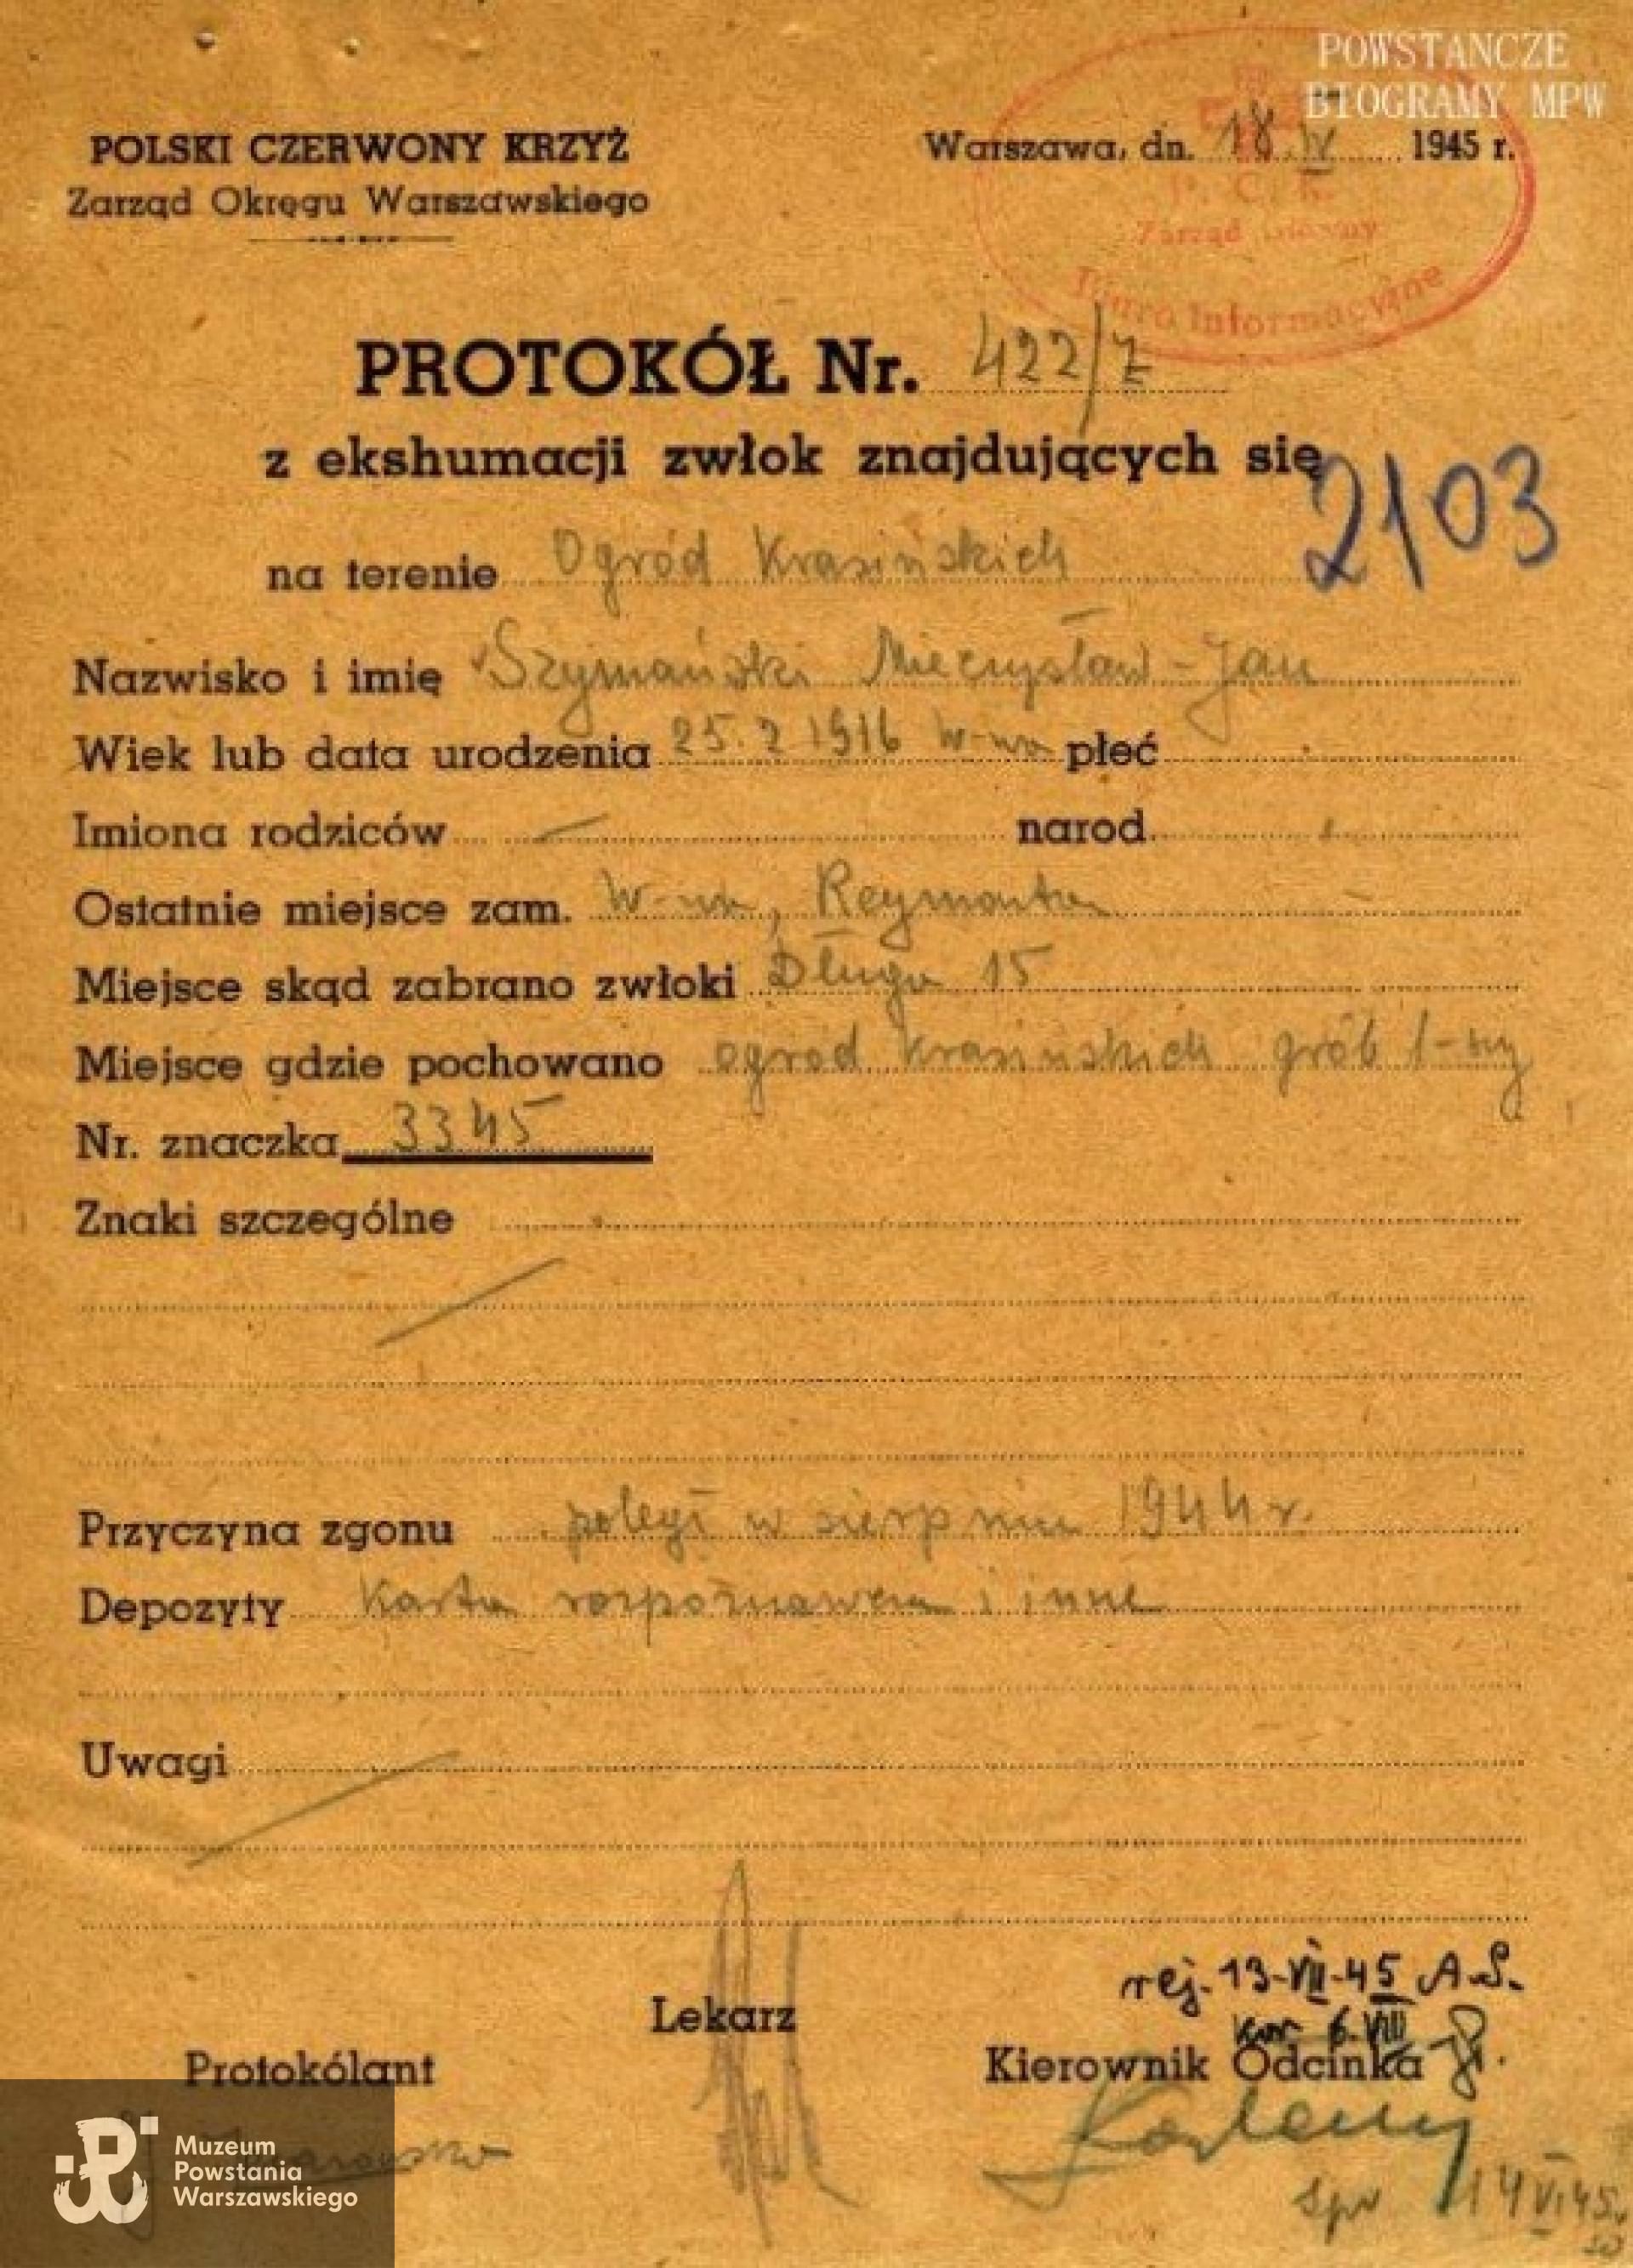 POWSTANCZE
BIOGRAMY MPW
POLSKI CZERWONY KRZYŻ
Zarząd Okręgu Warszawskiego
Warszawa, dn. 18.IV 1945 r.
P. C. K.
Zarząd Główny
Biuro Informacyjne
PROTOKÓŁ Nr. 422/Z
z ekshumacji zwłok znajdujących się
2103
na terenie Ogród Krasińskich
Nazwisko i imię Szymański Mieczysław-Jan
Wiek lub data urodzenia 25.2 1916 W-wa płeć
Imiona rodziców — narod.
Ostatnie miejsce zam. W-wa, Reymonta
Miejsce skąd zabrano zwłoki Długa 15
Miejsce gdzie pochowano ogród Krasińskich grób 1-szy
Nr. znaczka 3345
Znaki szczególne
Przyczyna zgonu poległ w sierpniu 1944 r.
Depozyty Karta rozpoznawcza i inne
Uwagi
rej. 13-VII-45 A.S.
Lekarz
6.VIII
Protokólant
Kierownik Odcinka
14 VI 45
Muzeum
Powstania
Warszawskiego